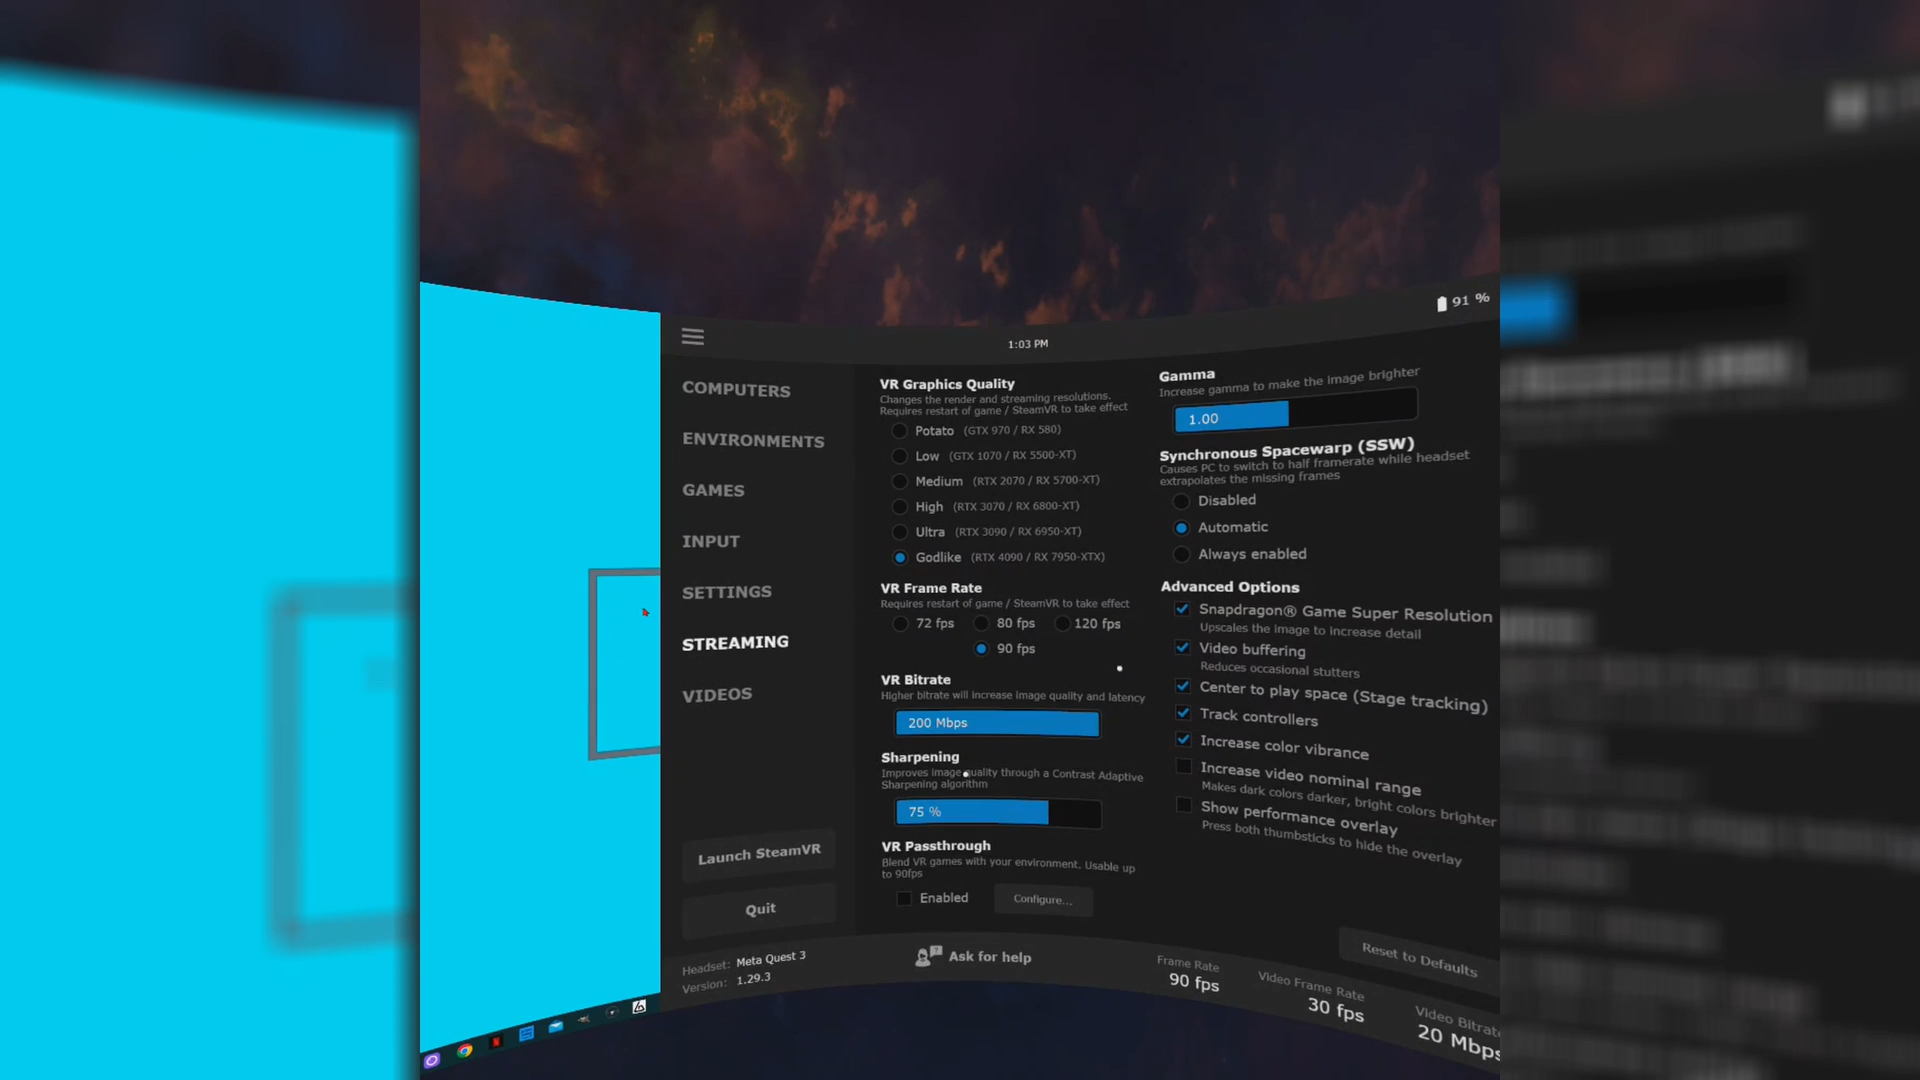 91 %
1:03 PM
COMPUTERS
ENVIRONMENTS
GAMES
INPUT
SETTINGS
STREAMING
VIDEOS
Launch SteamVR
Quit
VR Graphics Quality
Changes the render and streaming resolutions.
Requires restart of game / SteamVR to take effect
Potato (GTX 970 / RX 580)
Low (GTX 1070 / RX 5500-XT)
Medium (RTX 2070 / RX 5700-XT)
High (RTX 3070 / RX 6800-XT)
Ultra (RTX 3090 / RX 6950-XT)
Godlike (RTX 4090 / RX 7950-XTX)
VR Frame Rate
Requires restart of game / SteamVR to take effect
72 fps 80 fps 120 fps
90 fps
VR Bitrate
Higher bitrate will increase image quality and latency
200 Mbps
Sharpening
Improves image quality through a Contrast Adaptive
Sharpening algorithm
75 %
VR Passthrough
Blend VR games with your environment. Usable up
to 90fps
Enabled Configure...
Gamma
Increase gamma to make the image brighter
1.00
Synchronous Spacewarp (SSW)
Causes PC to switch to half framerate while headset
extrapolates the missing frames
Disabled
Automatic
Always enabled
Advanced Options
Snapdragon® Game Super Resolution
Upscales the image to increase detail
Video buffering
Reduces occasional stutters
Center to play space (Stage tracking)
Track controllers
Increase color vibrance
Increase video nominal range
Makes dark colors darker, bright colors brighter
Show performance overlay
Press both thumbsticks to hide the overlay
Reset to Defaults
Headset: Meta Quest 3
Version: 1.29.3
Ask for help
Frame Rate
90 fps
Video Frame Rate
30 fps
Video Bitrate
20 Mbps